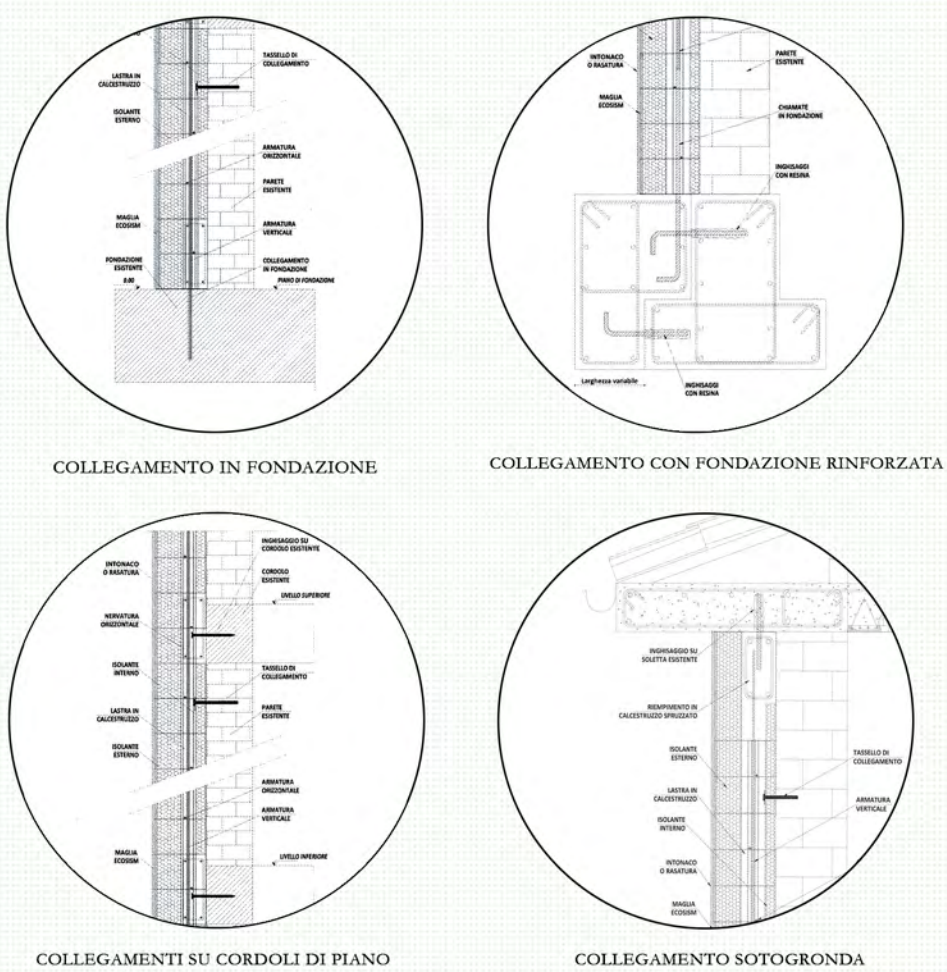 TASSELLO DI
COLLEGAMENTO
LASTRA IN
CALCESTRUZZO
ISOLANTE
ESTERNO
ARMATURA
ORIZZONTALE
PARETE
ESISTENTE
MAGLIA
ECOSISM
ARMATURA
VERTICALE
FONDAZIONE
ESISTENTE
COLLEGAMENTO
IN FONDAZIONE
0.00
PIANO DI FONDAZIONE
COLLEGAMENTO IN FONDAZIONE
INTONACO
O RASATURA
PARETE
ESISTENTE
MAGLIA
ECOSISM
CHIAMATE
IN FONDAZIONE
INGHISAGGI
CON RESINA
Larghezza variabile
INGHISAGGI
CON RESINA
COLLEGAMENTO CON FONDAZIONE RINFORZATA
INGHISAGGIO SU
CORDOLO ESISTENTE
INTONACO
O RASATURA
CORDOLO
ESISTENTE
LIVELLO SUPERIORE
NERVATURA
ORIZZONTALE
ISOLANTE
INTERNO
TASSELLO DI
COLLEGAMENTO
LASTRA IN
CALCESTRUZZO
PARETE
ESISTENTE
ISOLANTE
ESTERNO
ARMATURA
ORIZZONTALE
ARMATURA
VERTICALE
MAGLIA
ECOSISM
LIVELLO INFERIORE
COLLEGAMENTI SU CORDOLI DI PIANO
INGHISAGGIO SU
SOLETTA ESISTENTE
RIEMPIMENTO IN
CALCESTRUZZO SPRUZZATO
ISOLANTE
ESTERNO
TASSELLO DI
COLLEGAMENTO
LASTRA IN
CALCESTRUZZO
ARMATURA
VERTICALE
ISOLANTE
INTERNO
INTONACO
O RASATURA
MAGLIA
ECOSISM
COLLEGAMENTO SOTOGRONDA